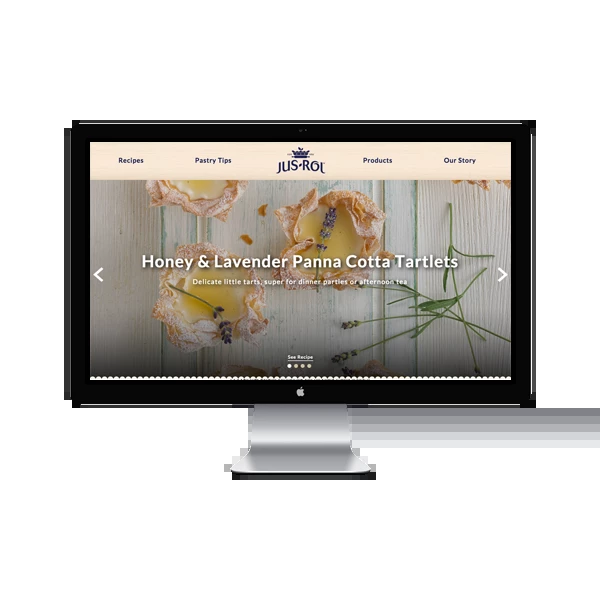 Recipes
Pastry Tips
JUS•ROL
Products
Our Story
Honey & Lavender Panna Cotta Tartlets
Delicate little tarts, super for dinner parties or afternoon tea
See Recipe